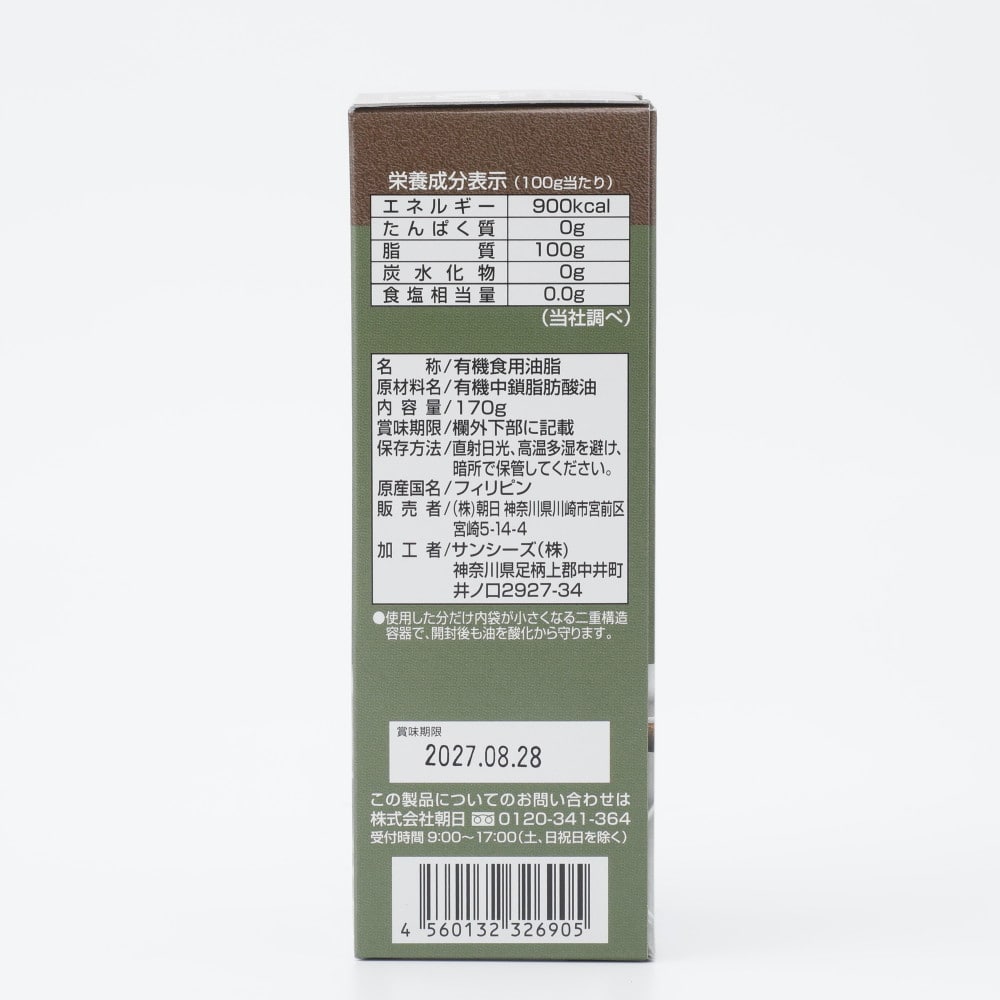 栄養成分表示（100g当たり）
エネルギー 900kcal
たんぱく質 0g
脂質 100g
炭水化物 0g
食塩相当量 0.0g
（当社調べ）
名称/有機食用油脂
原材料名/有機中鎖脂肪酸油
内容量/170g
賞味期限/欄外下部に記載
保存方法/直射日光、高温多湿を避け、
暗所で保管してください。
原産国名/フィリピン
販売者/（株）朝日 神奈川県川崎市宮前区
宮崎5-14-4
加工者/サンシーズ（株）
神奈川県足柄上郡中井町
井ノ口2927-34
●使用した分だけ内袋が小さくなる二重構造
容器で、開封後も油を酸化から守ります。
賞味期限
2027.08.28
この製品についてのお問い合わせは
株式会社朝日 0120-341-364
受付時間 9:00〜17:00（土、日祝日を除く）
4 560132 326905